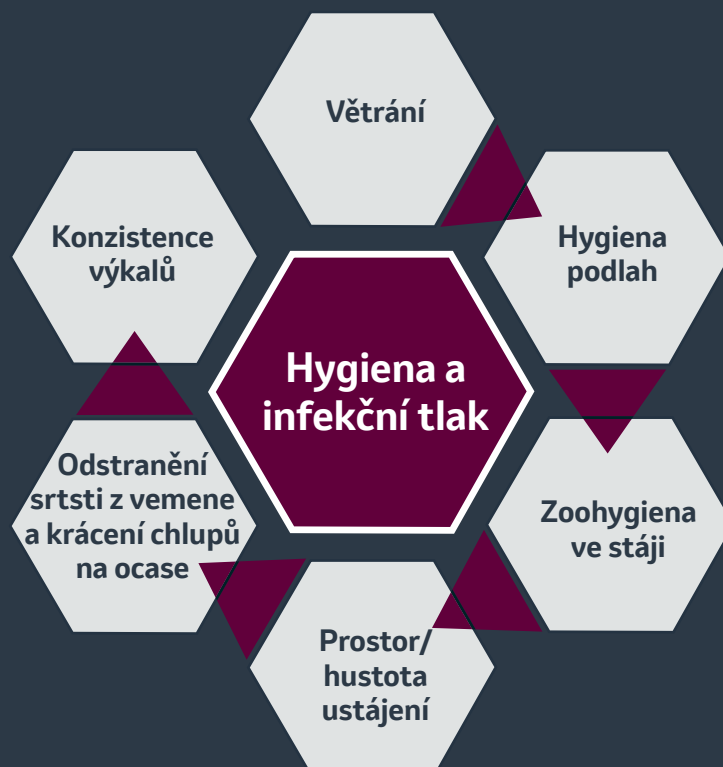 Větrání
Hygiena
podlah
Zoohygiena
ve stáji
Prostor/
hustota
ustájení
Odstranění
srtsti z vemene
a krácení chlupů
na ocase
Konzistence
výkalů
Hygiena a
infekční tlak